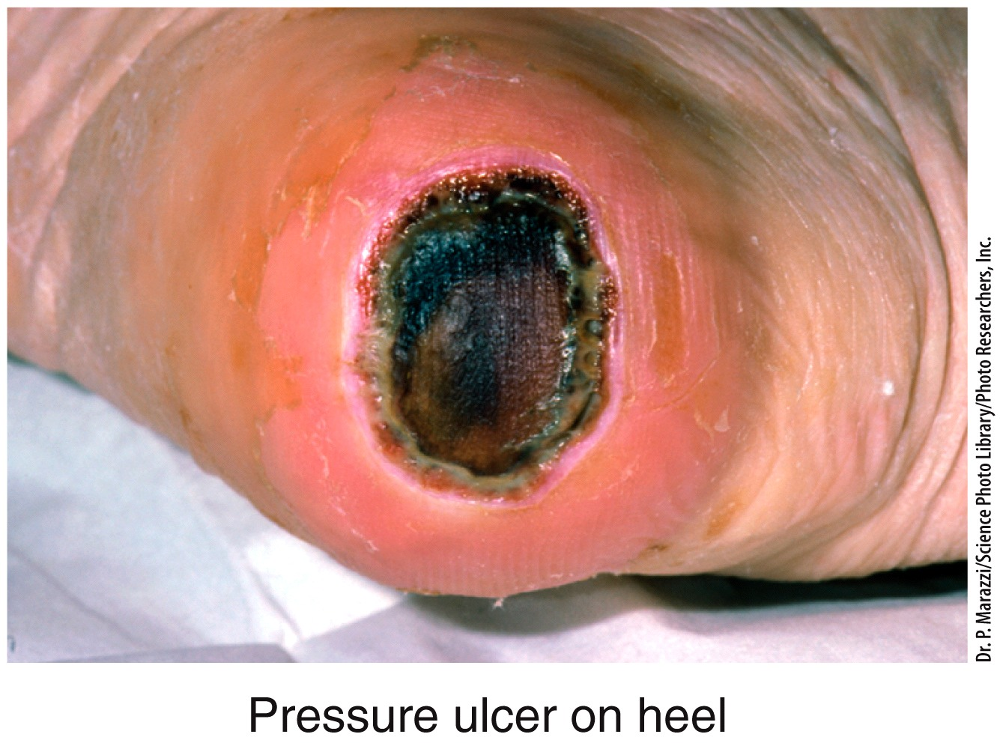 Dr. P. Marazzi/Science Photo Library/Photo Researchers, Inc.
Pressure ulcer on heel